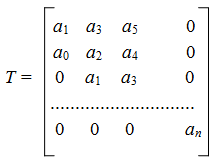 a₁ a₃ a₅ 0
a₀ a₂ a₄ 0
T = 0 a₁ a₃ 0
..............................
0 0 0 aₙ